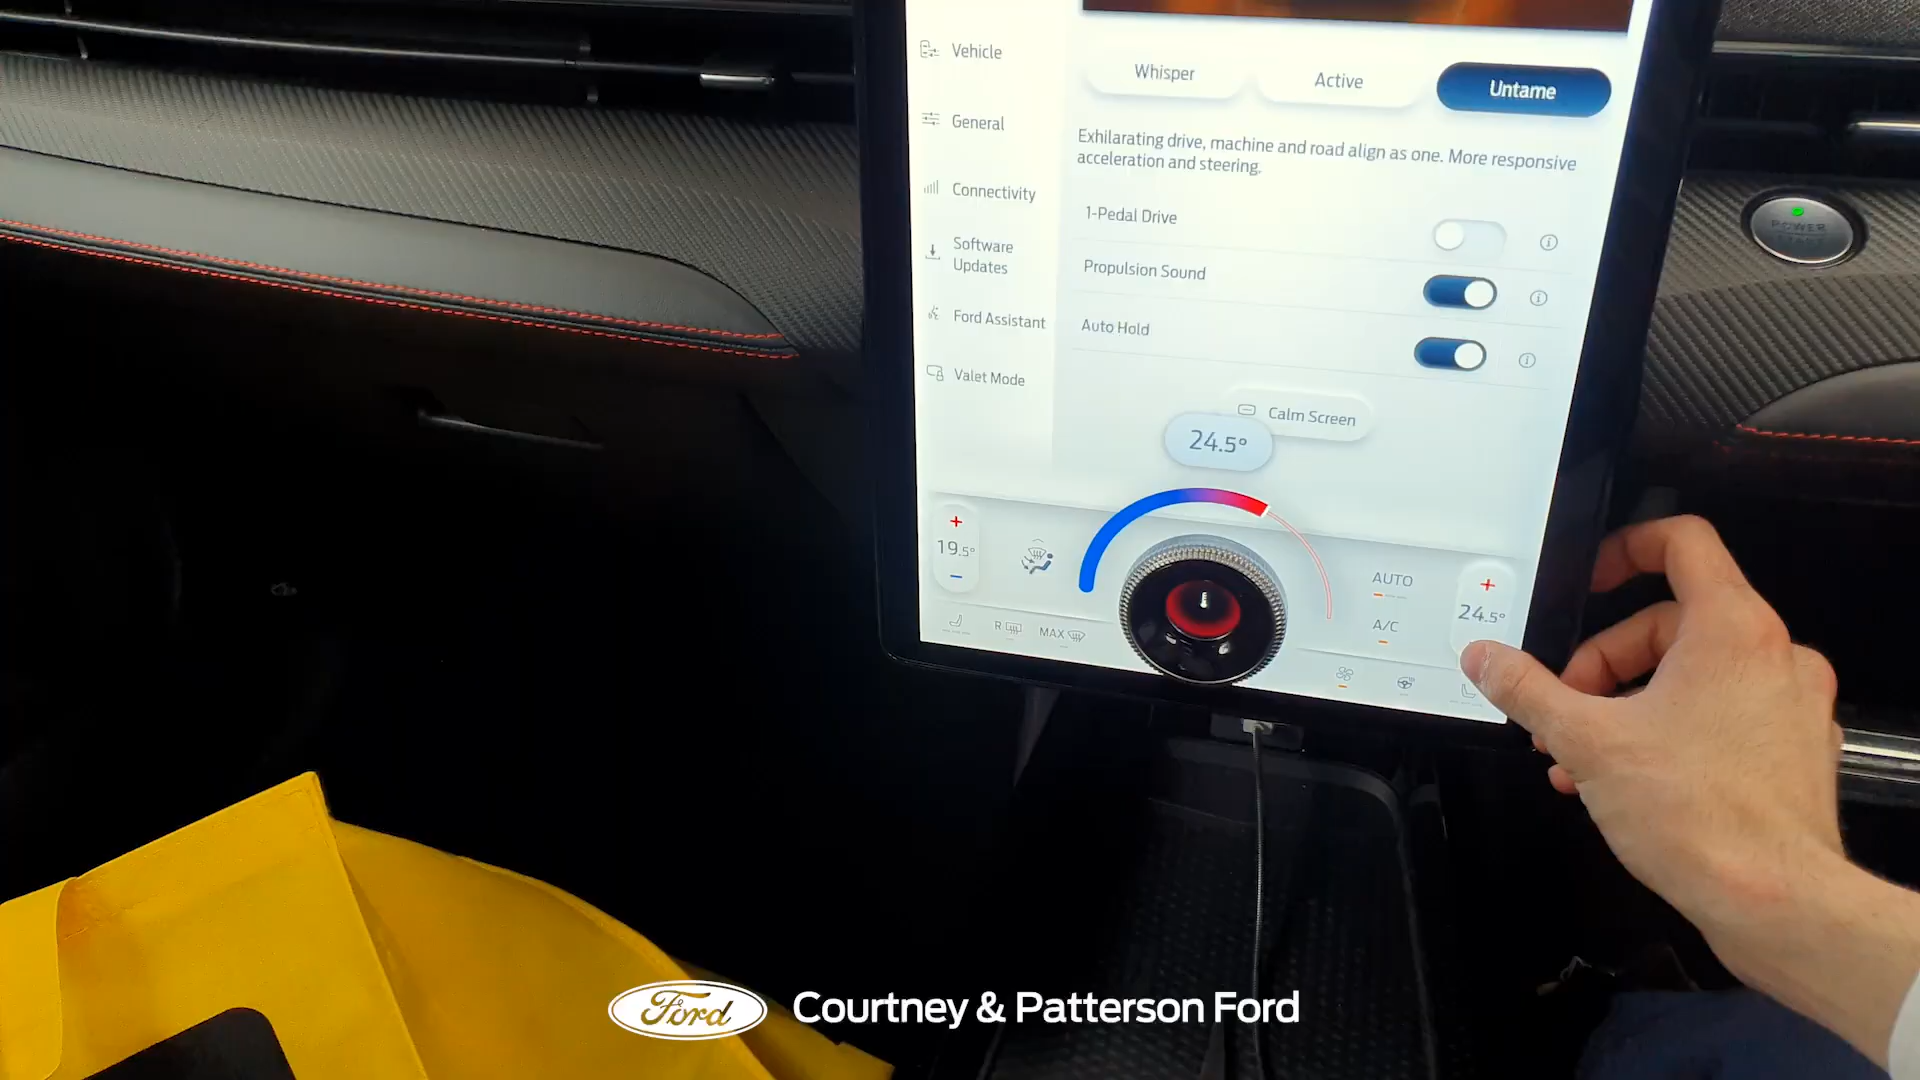 Vehicle
General
Connectivity
Software
Updates
Ford Assistant
Valet Mode
Whisper
Active
Untame
Exhilarating drive, machine and road align as one. More responsive
acceleration and steering.
1-Pedal Drive
Propulsion Sound
Auto Hold
Calm Screen
24.5°
+
19.5°
−
R
MAX
AUTO
A/C
+
24.5°
POWER
Ford
Courtney & Patterson Ford